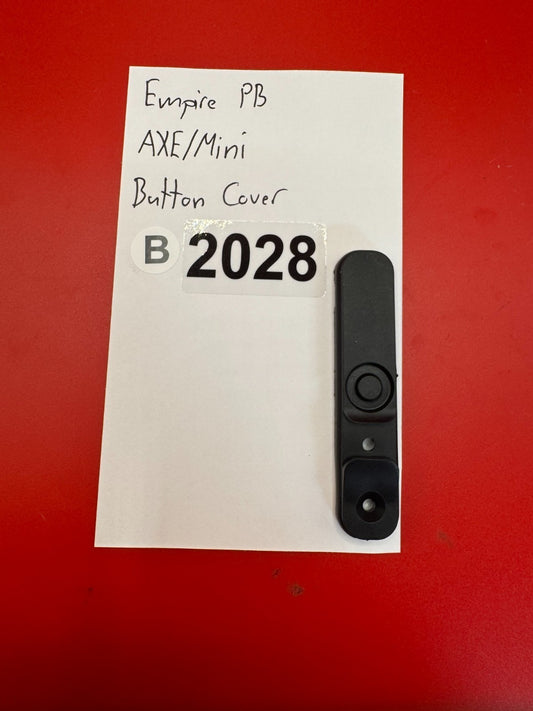 Empire PB
AXE/Mini
Button Cover
B 2028